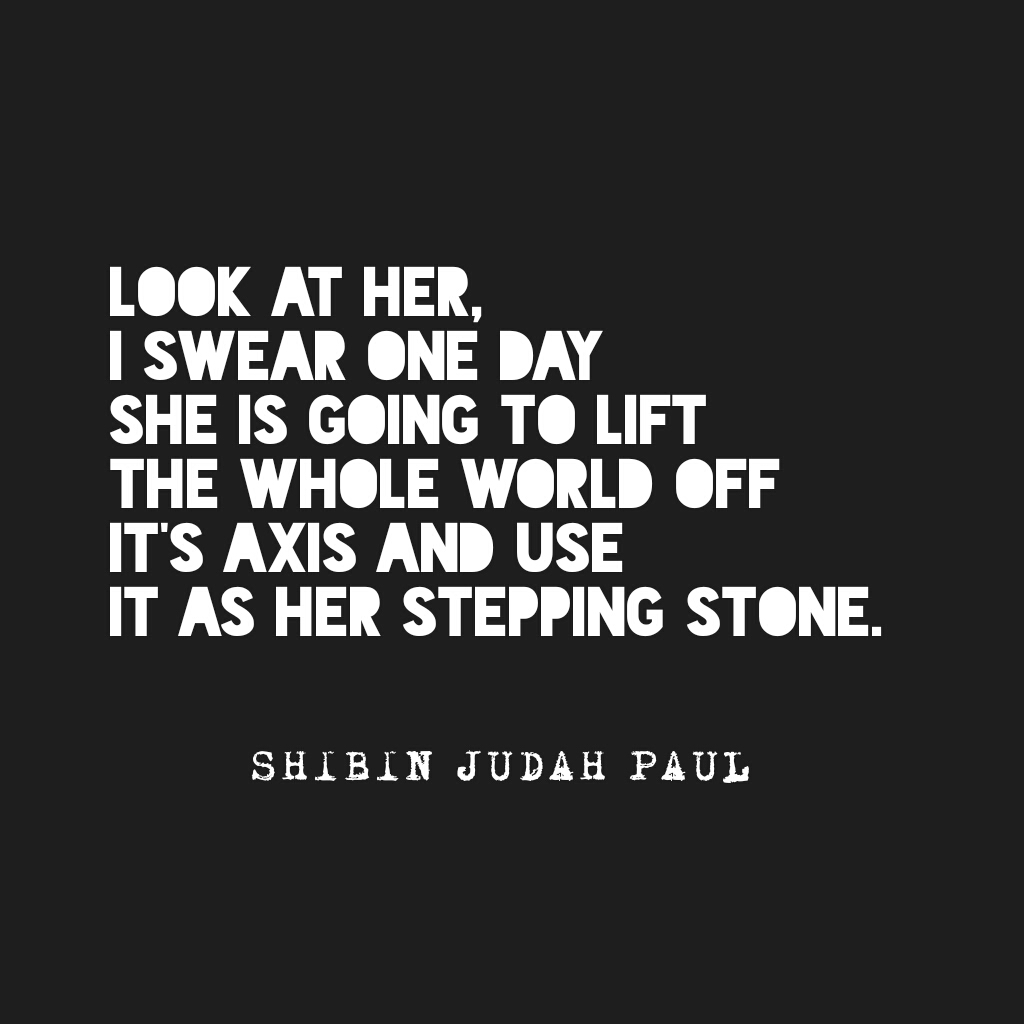 LOOK AT HER,
I SWEAR ONE DAY
SHE IS GOING TO LIFT
THE WHOLE WORLD OFF
IT'S AXIS AND USE
IT AS HER STEPPING STONE.
SHIBIN JUDAH PAUL